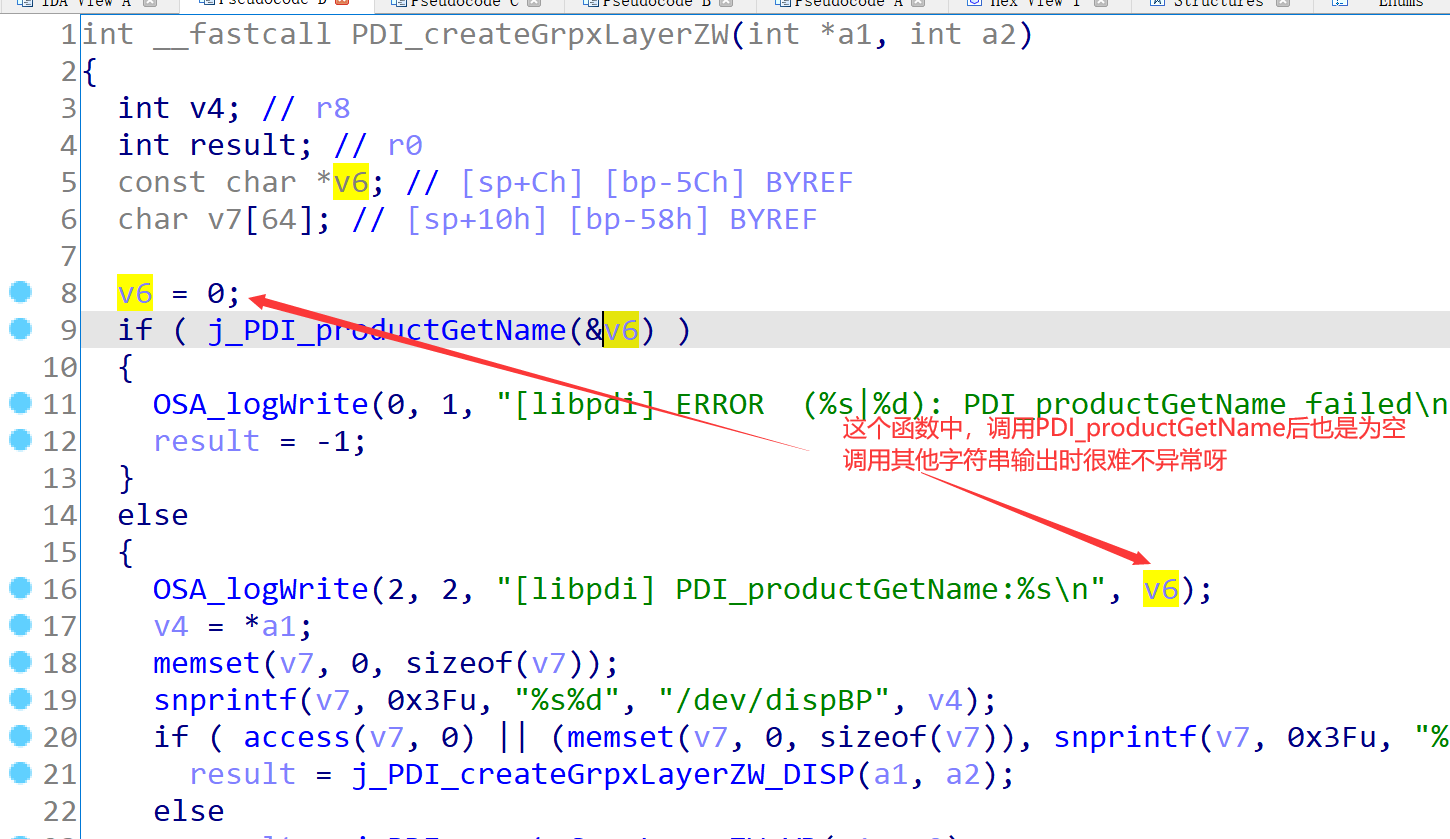 IDA View A Pseudocode D Pseudocode C Pseudocode B Pseudocode A Hex View 1 Structures Enums
1 int __fastcall PDI_createGrpxLayerZW(int *a1, int a2)
2 {
3 int v4; // r8
4 int result; // r0
5 const char *v6; // [sp+Ch] [bp-5Ch] BYREF
6 char v7[64]; // [sp+10h] [bp-58h] BYREF
7
8 v6 = 0;
9 if ( j_PDI_productGetName(&v6) )
10 {
11 OSA_logWrite(0, 1, "[libpdi] ERROR  (%s|%d): PDI_productGetName failed\n
这个函数中，调用PDI_productGetName后也是为空
12 result = -1;
调用其他字符串输出时很难不异常呀
13 }
14 else
15 {
16 OSA_logWrite(2, 2, "[libpdi] PDI_productGetName:%s\n", v6);
17 v4 = *a1;
18 memset(v7, 0, sizeof(v7));
19 snprintf(v7, 0x3Fu, "%s%d", "/dev/dispBP", v4);
20 if ( access(v7, 0) || (memset(v7, 0, sizeof(v7)), snprintf(v7, 0x3Fu, "%
21 result = j_PDI_createGrpxLayerZW_DISP(a1, a2);
22 else